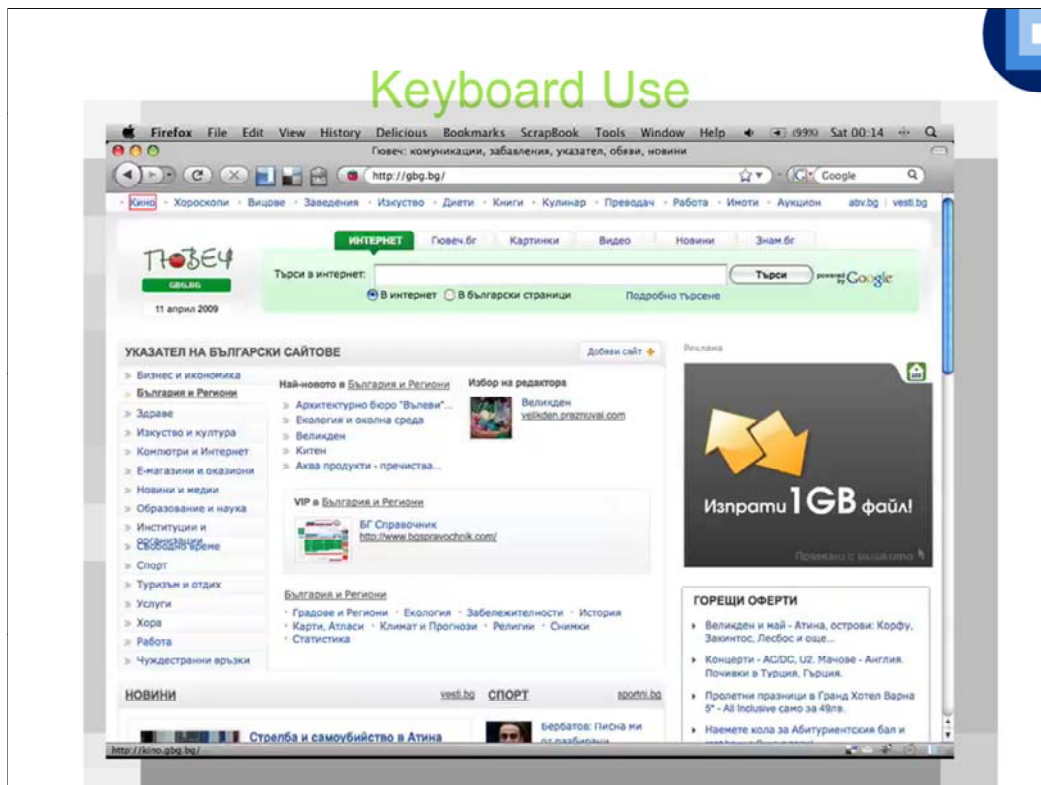 Keyboard Use
Firefox File Edit View History Delicious Bookmarks ScrapBook Tools Window Help (99%) Sat 00:14
Гювеч: комуникации, забавления, указател, обяви, новини
http://gbg.bg/ Google
Кино · Хороскопи · Вицове · Заведения · Изкуство · Диети · Книги · Кулинар · Преводач · Работа · Имоти · Аукцион abv.bg | vesti.bg
ИНТЕРНЕТ Гювеч.бг Картинки Видео Новини Знам.бг
ГЮВЕЧ
GBG.BG
11 април 2009
Търси в интернет: Търси powered by Google
В интернет В български страници Подробно търсене
УКАЗАТЕЛ НА БЪЛГАРСКИ САЙТОВЕ Добави сайт
» Бизнес и икономика
» България и Региони
» Здраве
» Изкуство и култура
» Компютри и Интернет
» Е-магазини и оказиони
» Новини и медии
» Образование и наука
» Институции и
организации
» Свободно време
» Спорт
» Туризъм и отдих
» Услуги
» Хора
» Работа
» Чуждестранни връзки
Най-новото в България и Региони
» Архитектурно бюро "Вълеви"...
» Екология и околна среда
» Великден
» Китен
» Аква продукти - пречиства...
Избор на редактора
Великден
velikden.praznuvai.com
VIP в България и Региони
БГ Справочник
http://www.bgspravochnik.com/
България и Региони
· Градове и Региони · Екология · Забележителности · История
· Карти, Атласи · Климат и Прогнози · Религии · Снимки
· Статистика
Реклама
Изпрати 1GB файл!
Премини с мишката
ГОРЕЩИ ОФЕРТИ
Великден и май - Атина, острови: Корфу,
Закинтос, Лесбос и още...
Концерти - AC/DC, U2, Мачове - Англия.
Почивки в Турция, Гърция.
Пролетни празници в Гранд Хотел Варна
5* - All Inclusive само за 49лв.
Наемете кола за Абитуриентския бал и
НОВИНИ vesti.bg СПОРТ sportni.bg
Стрелба и самоубийство в Атина
Бербатов: Писна ми
от разбирачи
http://kino.gbg.bg/